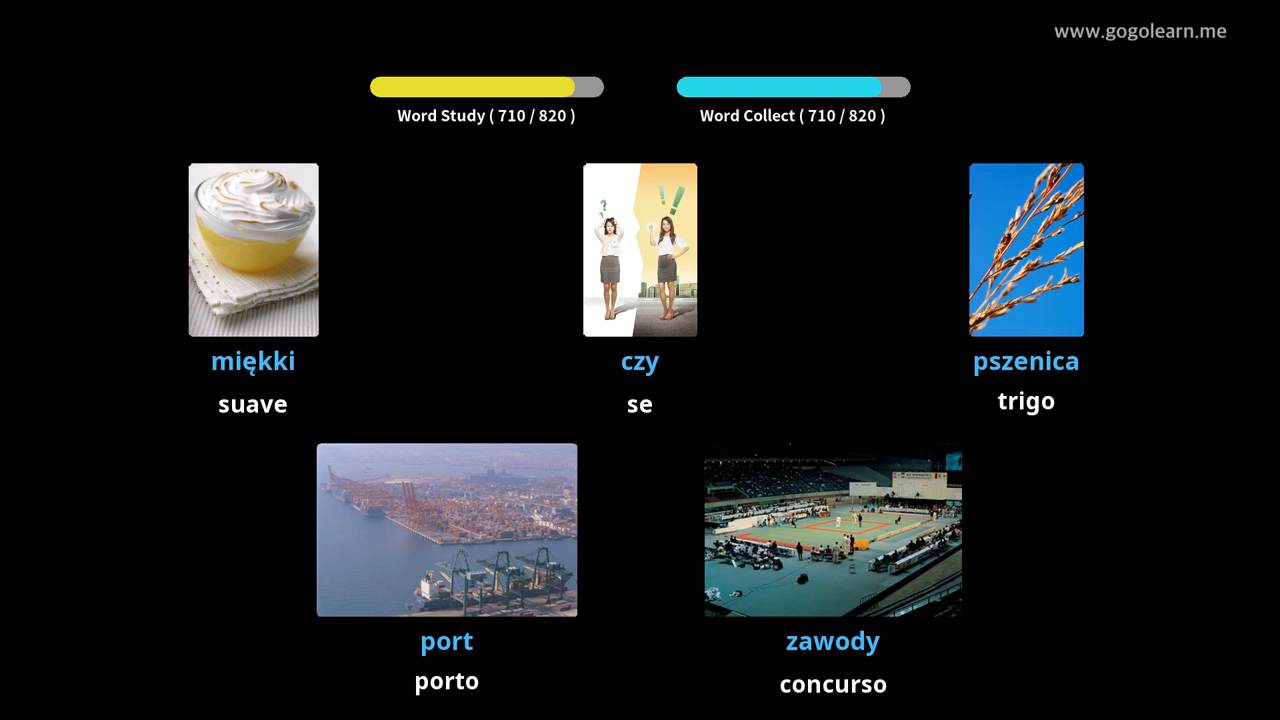 www.gogolearn.me
Word Study ( 710 / 820 )
Word Collect ( 710 / 820 )
miękki
suave
czy
se
pszenica
trigo
port
porto
zawody
concurso